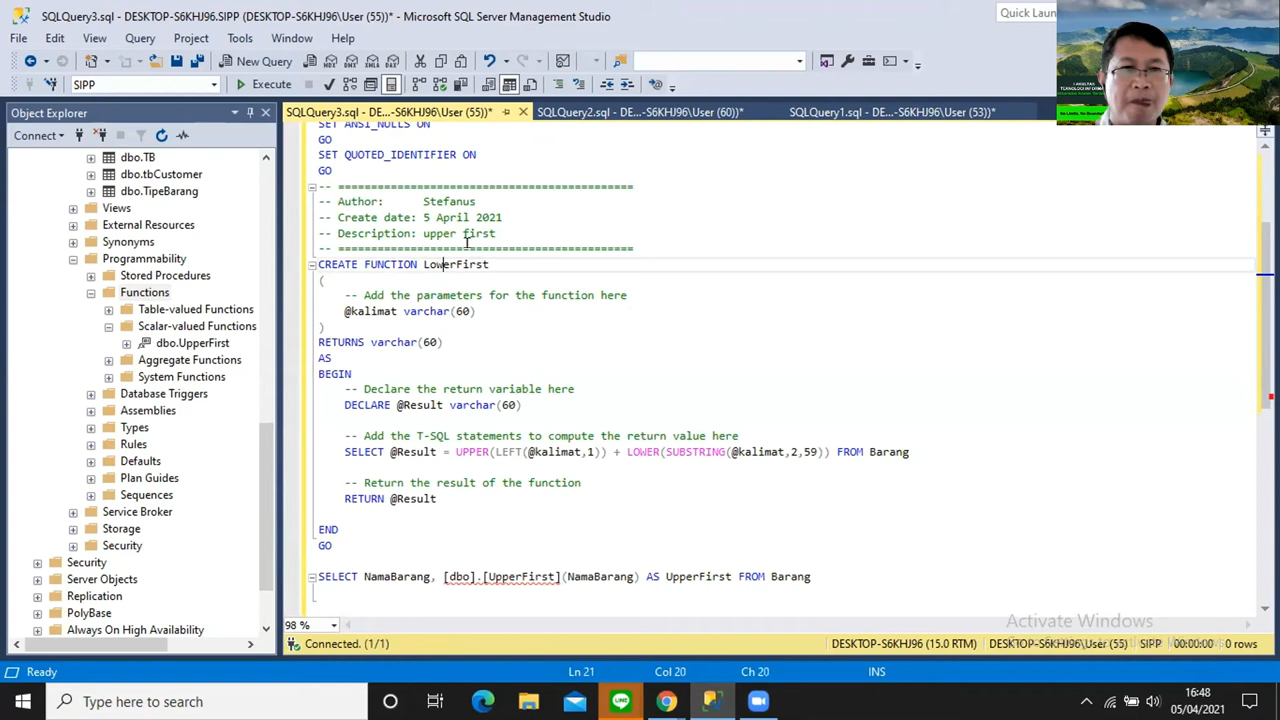 SQLQuery3.sql - DESKTOP-S6KHJ96.SIPP (DESKTOP-S6KHJ96\User (55))* - Microsoft SQL Server Management Studio
Quick Laun
File Edit View Query Project Tools Window Help
New Query
MDX DMX XMLA DAX
SIPP
Execute
Object Explorer
SQLQuery3.sql - DE...-S6KHJ96\User (55))*
SQLQuery2.sql - DE...-S6KHJ96\User (60))*
SQLQuery1.sql - DE...-S6KHJ96\User (53))*
Connect
dbo.TB
dbo.tbCustomer
dbo.TipeBarang
Views
External Resources
Synonyms
Programmability
Stored Procedures
Functions
Table-valued Functions
Scalar-valued Functions
dbo.UpperFirst
Aggregate Functions
System Functions
Database Triggers
Assemblies
Types
Rules
Defaults
Plan Guides
Sequences
Service Broker
Storage
Security
Security
Server Objects
Replication
PolyBase
Always On High Availability
SET ANSI_NULLS ON
GO
SET QUOTED_IDENTIFIER ON
GO
-- =============================================
-- Author:      Stefanus
-- Create date: 5 April 2021
-- Description: upper first
-- =============================================
CREATE FUNCTION LowerFirst
(
-- Add the parameters for the function here
@kalimat varchar(60)
)
RETURNS varchar(60)
AS
BEGIN
-- Declare the return variable here
DECLARE @Result varchar(60)
-- Add the T-SQL statements to compute the return value here
SELECT @Result = UPPER(LEFT(@kalimat,1)) + LOWER(SUBSTRING(@kalimat,2,59)) FROM Barang
-- Return the result of the function
RETURN @Result
END
GO
SELECT NamaBarang, [dbo].[UpperFirst](NamaBarang) AS UpperFirst FROM Barang
98 %
Activate Windows
Connected. (1/1)
DESKTOP-S6KHJ96 (15.0 RTM)
DESKTOP-S6KHJ96\User (55)
SIPP
00:00:00
0 rows
Ready
Ln 21
Col 20
Ch 20
INS
Type here to search
LINE
16:48
05/04/2021